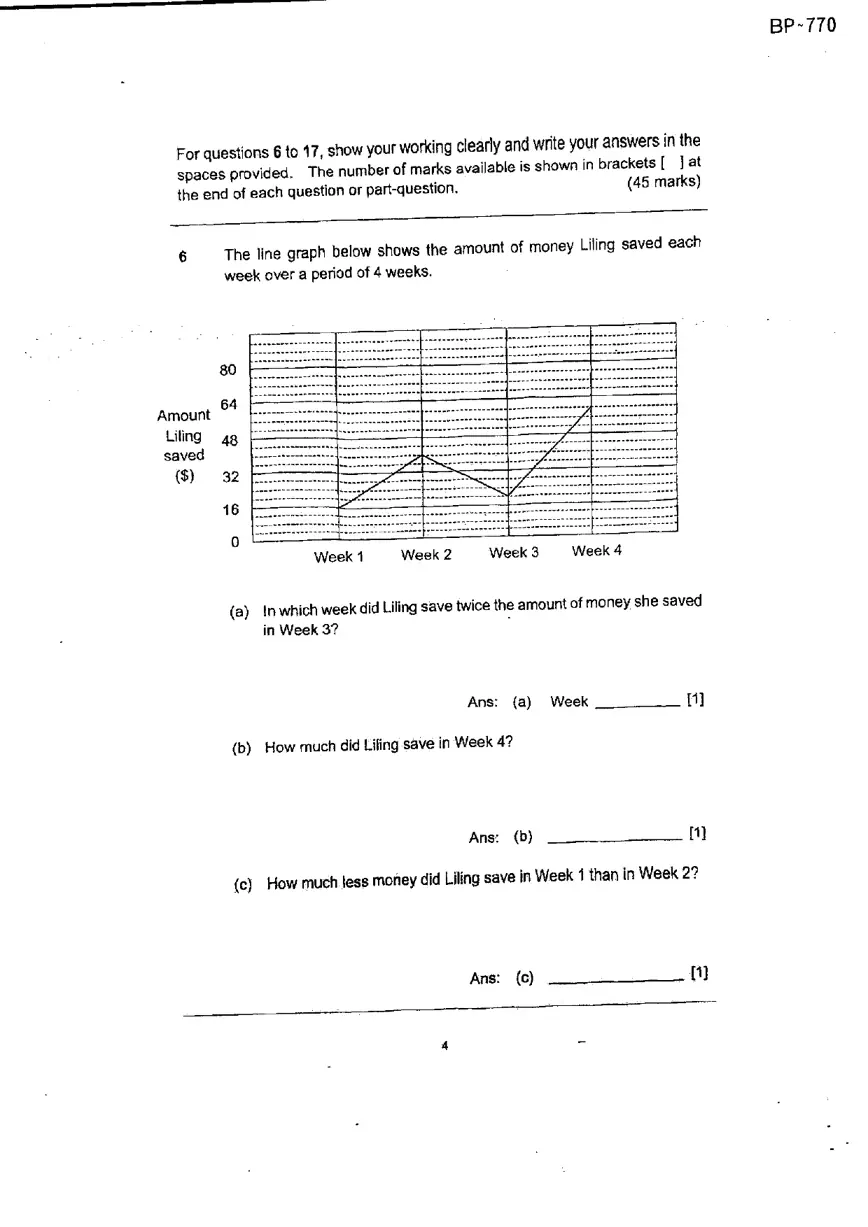 BP~770
For questions 6 to 17, show your working clearly and write your answers in the
spaces provided. The number of marks available is shown in brackets [ ] at
the end of each question or part-question. (45 marks)
6 The line graph below shows the amount of money Liling saved each
week over a period of 4 weeks.
80
64
Amount
Liling
48
saved
($)
32
16
0
Week 1 Week 2 Week 3 Week 4
(a) In which week did Liling save twice the amount of money she saved
in Week 3?
Ans: (a) Week ________ [1]
(b) How much did Liling save in Week 4?
Ans: (b) ____________ [1]
(c) How much less money did Liling save in Week 1 than in Week 2?
Ans: (c) ____________ [1]
4